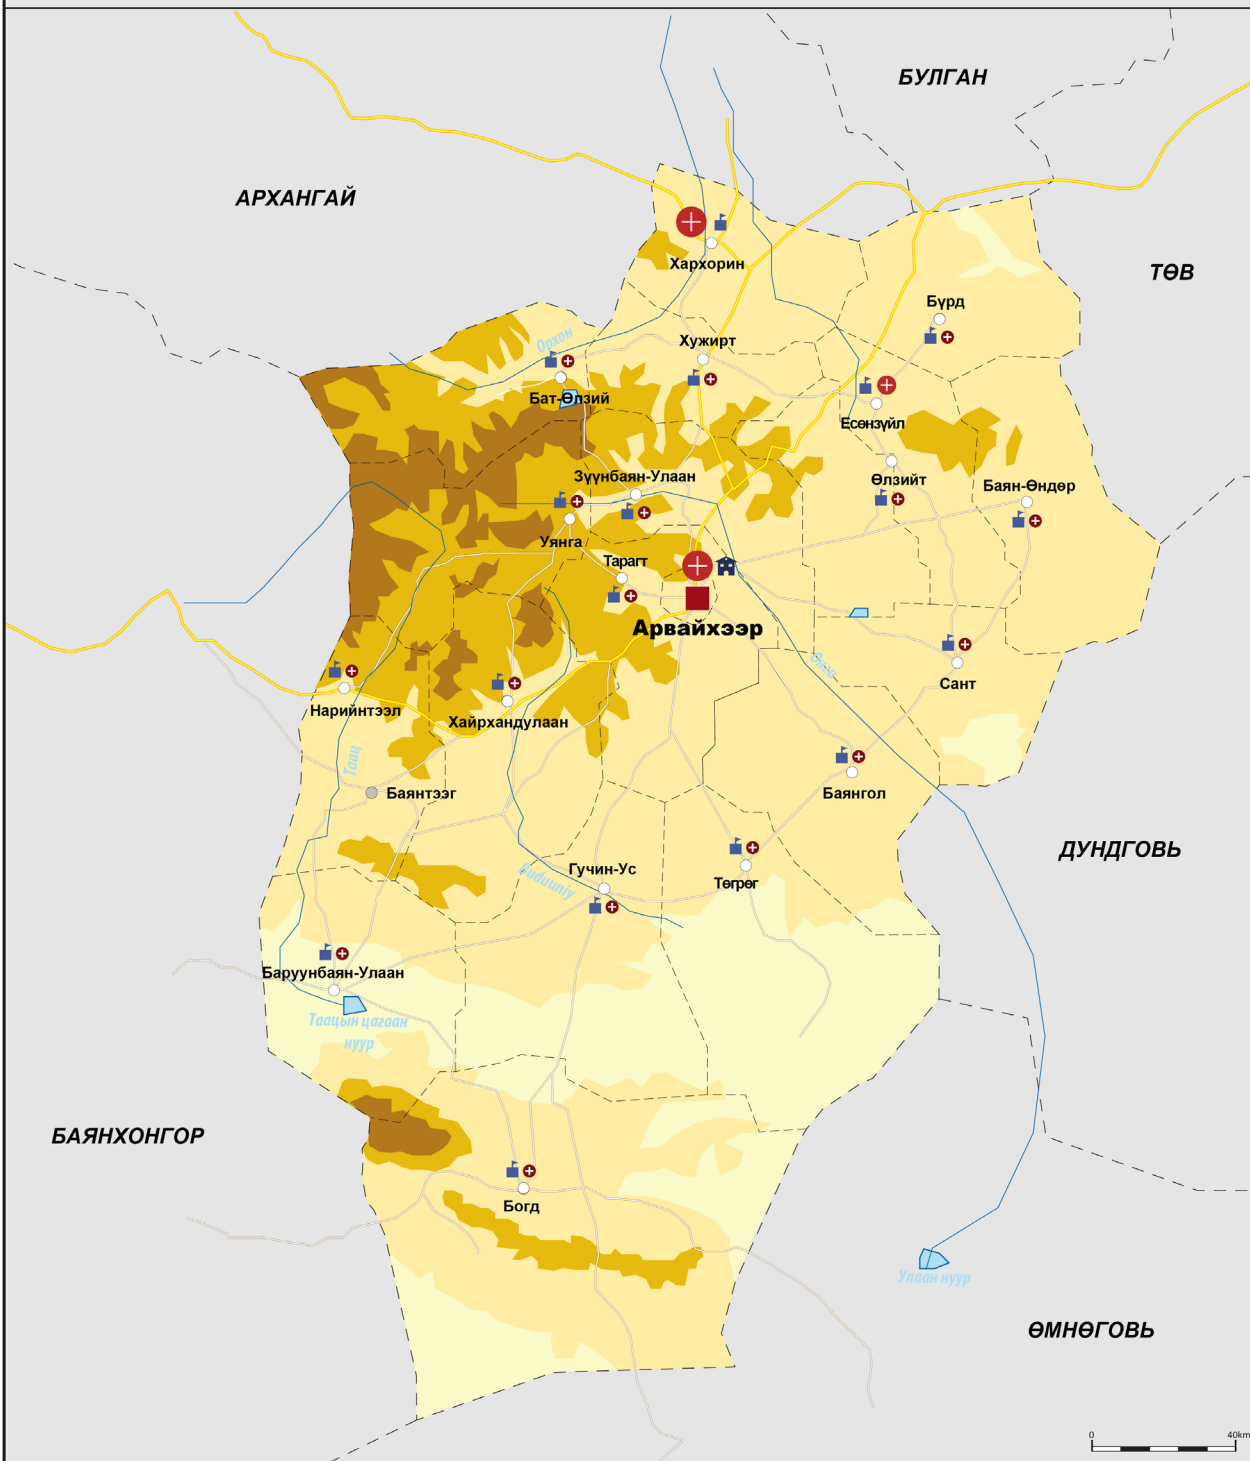 БУЛГАН
АРХАНГАЙ
ТӨВ
Хархорин
Бүрд
Орхон
Хужирт
Бат-Өлзий
Есөнзүйл
Зүүнбаян-Улаан
Өлзийт
Баян-Өндөр
Уянга
Тарагт
Арвайхээр
Онги
Сант
Нарийнтээл
Хайрхандулаан
Таац
Баянтээг
Баянгол
ДУНДГОВЬ
Гучин-Ус
Guduuniy
Төгрөг
Баруунбаян-Улаан
Таацын цагаан
нуур
БАЯНХОНГОР
Богд
Улаан нуур
ӨМНӨГОВЬ
0 40km